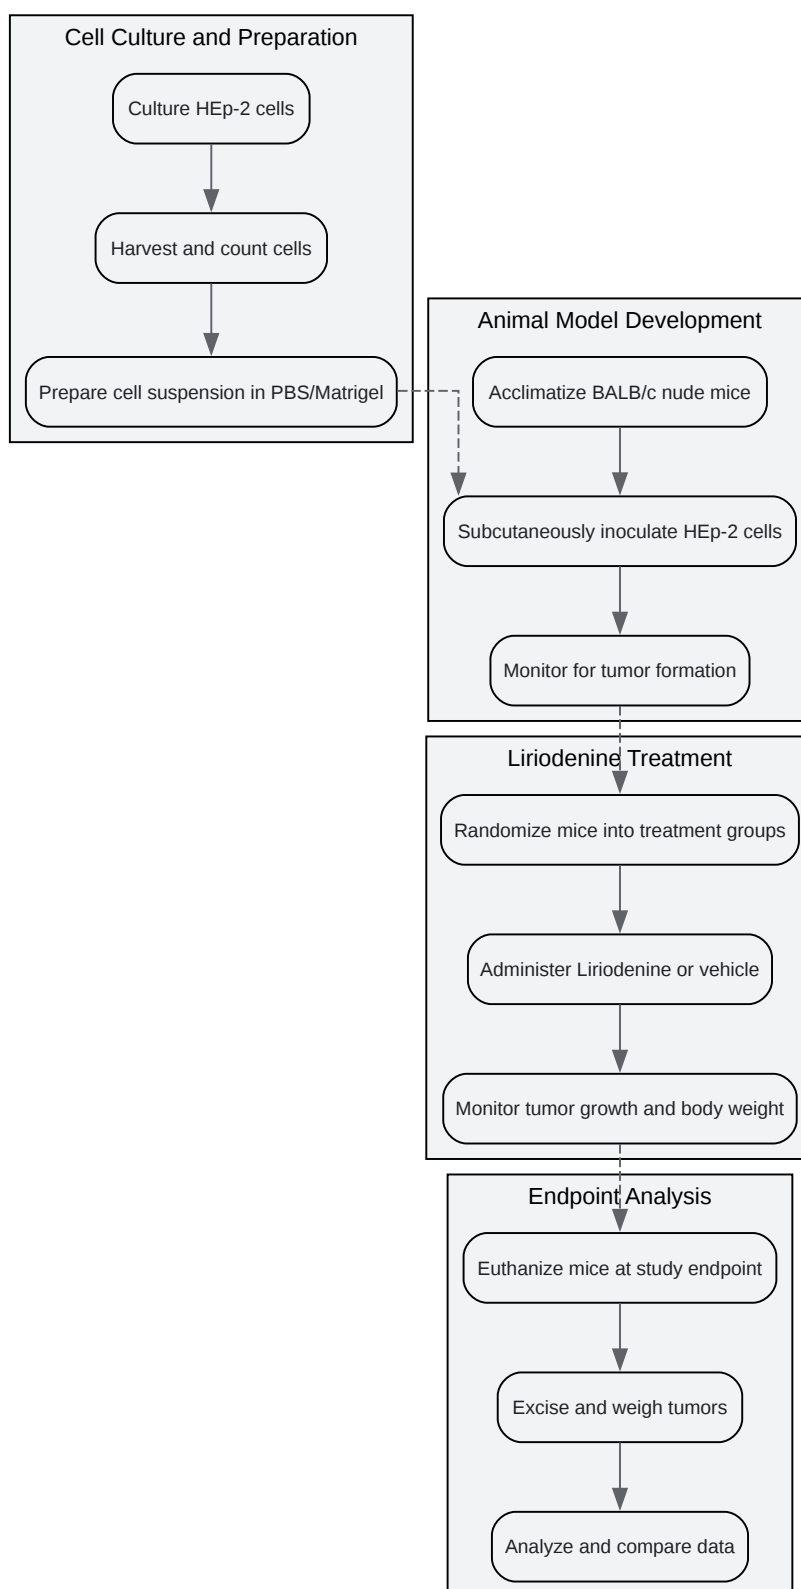 Cell Culture and Preparation
Culture HEp-2 cells
Harvest and count cells
Prepare cell suspension in PBS/Matrigel
Animal Model Development
Acclimatize BALB/c nude mice
Subcutaneously inoculate HEp-2 cells
Monitor for tumor formation
Liriodenine Treatment
Randomize mice into treatment groups
Administer Liriodenine or vehicle
Monitor tumor growth and body weight
Endpoint Analysis
Euthanize mice at study endpoint
Excise and weigh tumors
Analyze and compare data